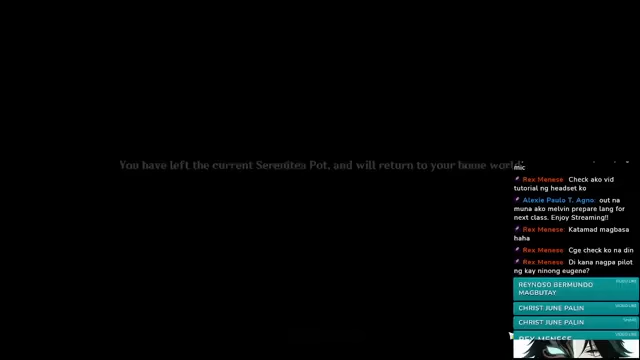 You have left the current Serenitea Pot, and will return to your home world
mic
Rex Menese Check ako vid
tutorial ng headset ko
Alexie Paulo T. Agno out na
muna ako melvin prepare lang for
next class. Enjoy Streaming!!
Rex Menese Katamad magbasa
haha
Rex Menese Cge check ko na din
Rex Menese Di kana nagpa pilot
ng kay ninong eugene?
REYNOSO BERMUNDO
MAGBUTAY
CHRIST JUNE PALIN
CHRIST JUNE PALIN
REX MENESE